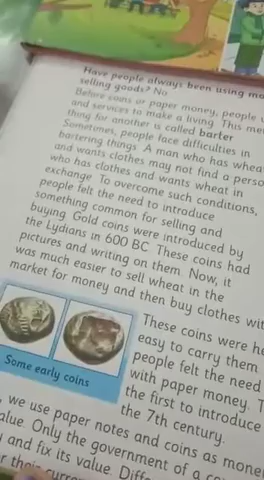 Have people always been using mo
selling goods? No.
Before coins or paper money, people u
and services to make a living. This me
thing for another is called barter
Sometimes, people face difficulties in
bartering things. A man who has whea
and wants clothes may not find a perso
who has clothes and wants wheat in
exchange. To overcome such conditions,
people felt the need to introduce
something common for selling and
buying. Gold coins were introduced by
the Lydians in 600 BC. These coins had
pictures and writing on them. Now, it
was much easier to sell wheat in the
market for money and then buy clothes wit
These coins were he
easy to carry them
people felt the need
with paper money. T
the first to introduce
the 7th century.
Some early coins
, we use paper notes and coins as mone
alue. Only the government of a co
y and fix its value. Diffe
r their curre